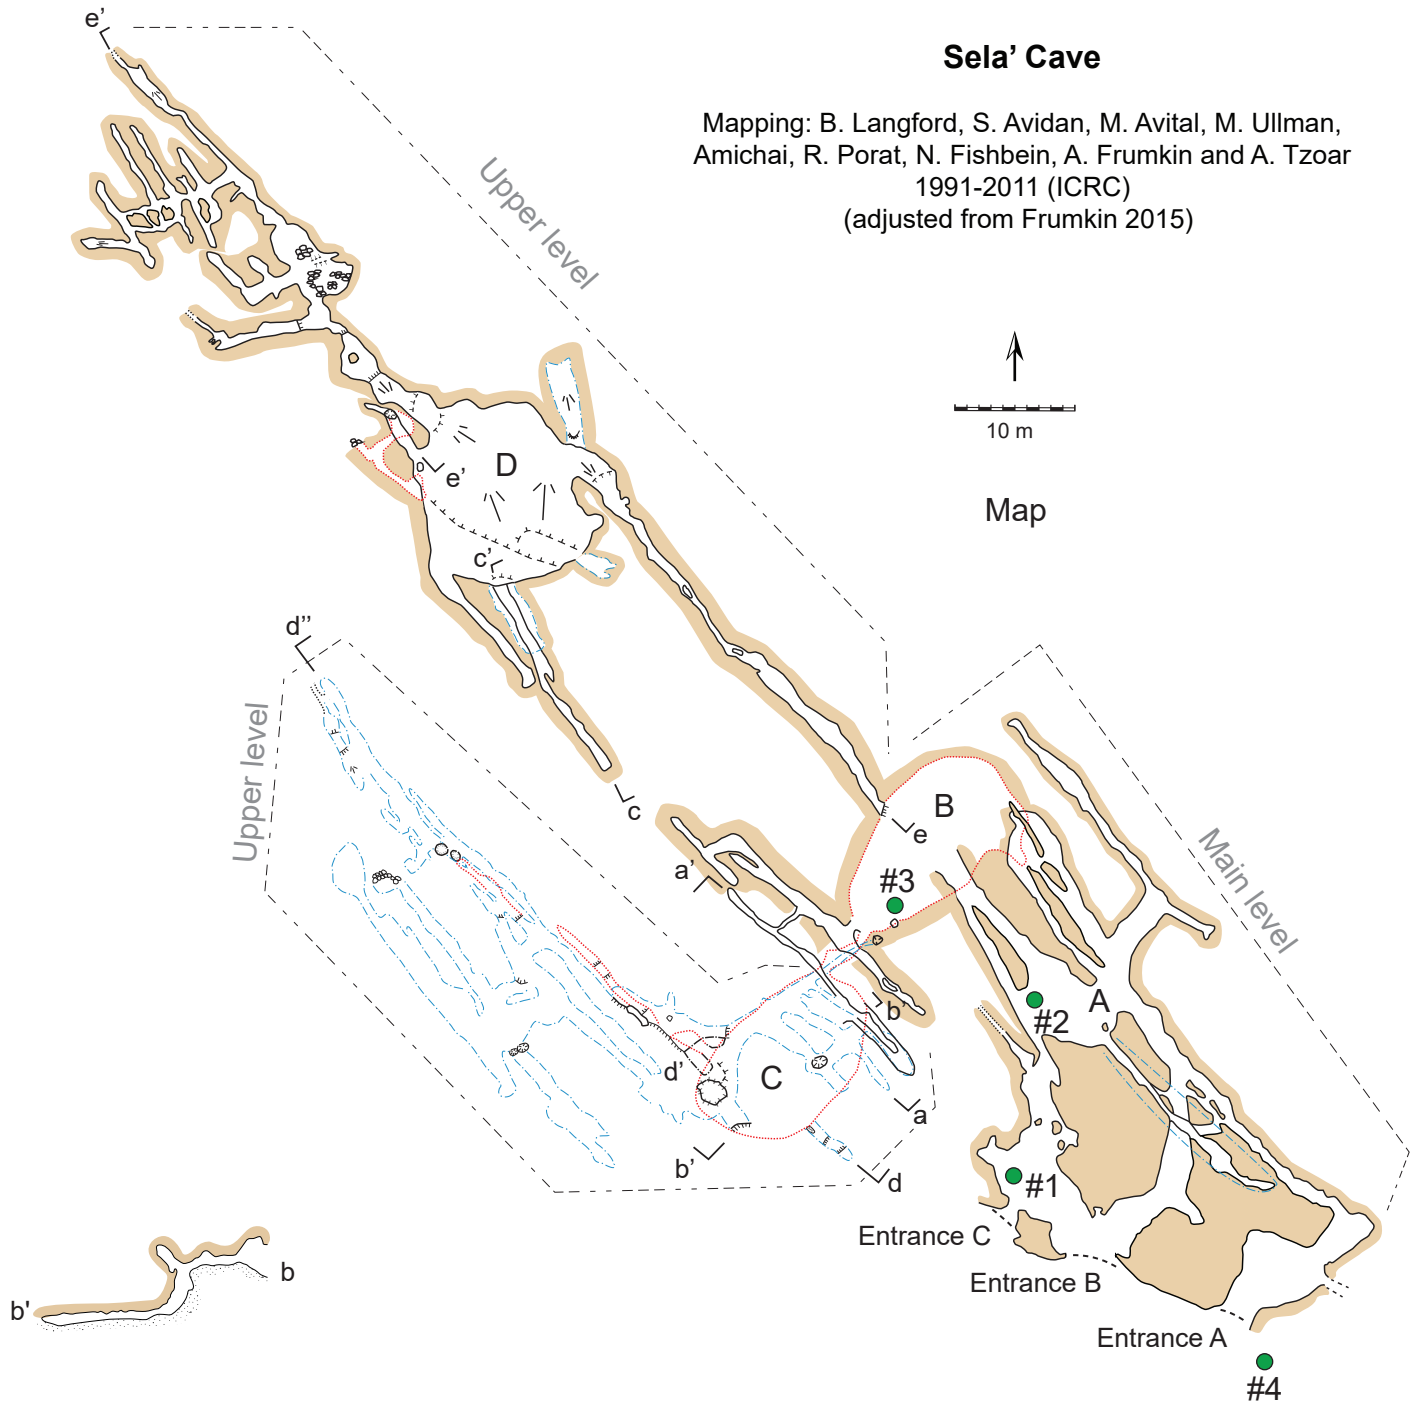 Sela’ Cave
Mapping: B. Langford, S. Avidan, M. Avital, M. Ullman,
Amichai, R. Porat, N. Fishbein, A. Frumkin and A. Tzoar
1991-2011 (ICRC)
(adjusted from Frumkin 2015)
10 m
Map
e’
Upper level
D
e’
c’
d’’
Upper level
c
B
e
a’
#3
Main level
b’
A
#2
d’
C
a
b’
d
#1
Entrance C
Entrance B
Entrance A
#4
b
b'